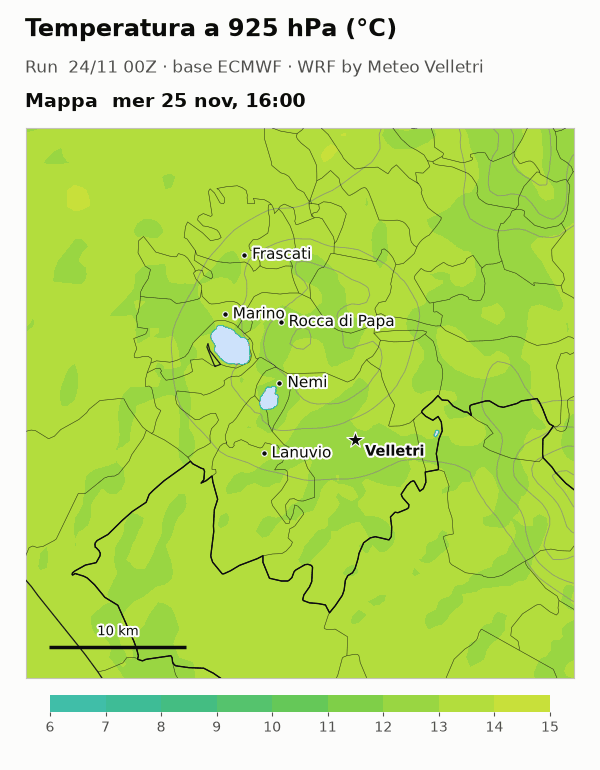 Temperatura a 925 hPa (°C)
Run  24/11 00Z · base ECMWF · WRF by Meteo Velletri
Mappa  mer 25 nov, 16:00
Frascati
Marino
Rocca di Papa
Nemi
Velletri
Lanuvio
10 km
6 7 8 9 10 11 12 13 14 15